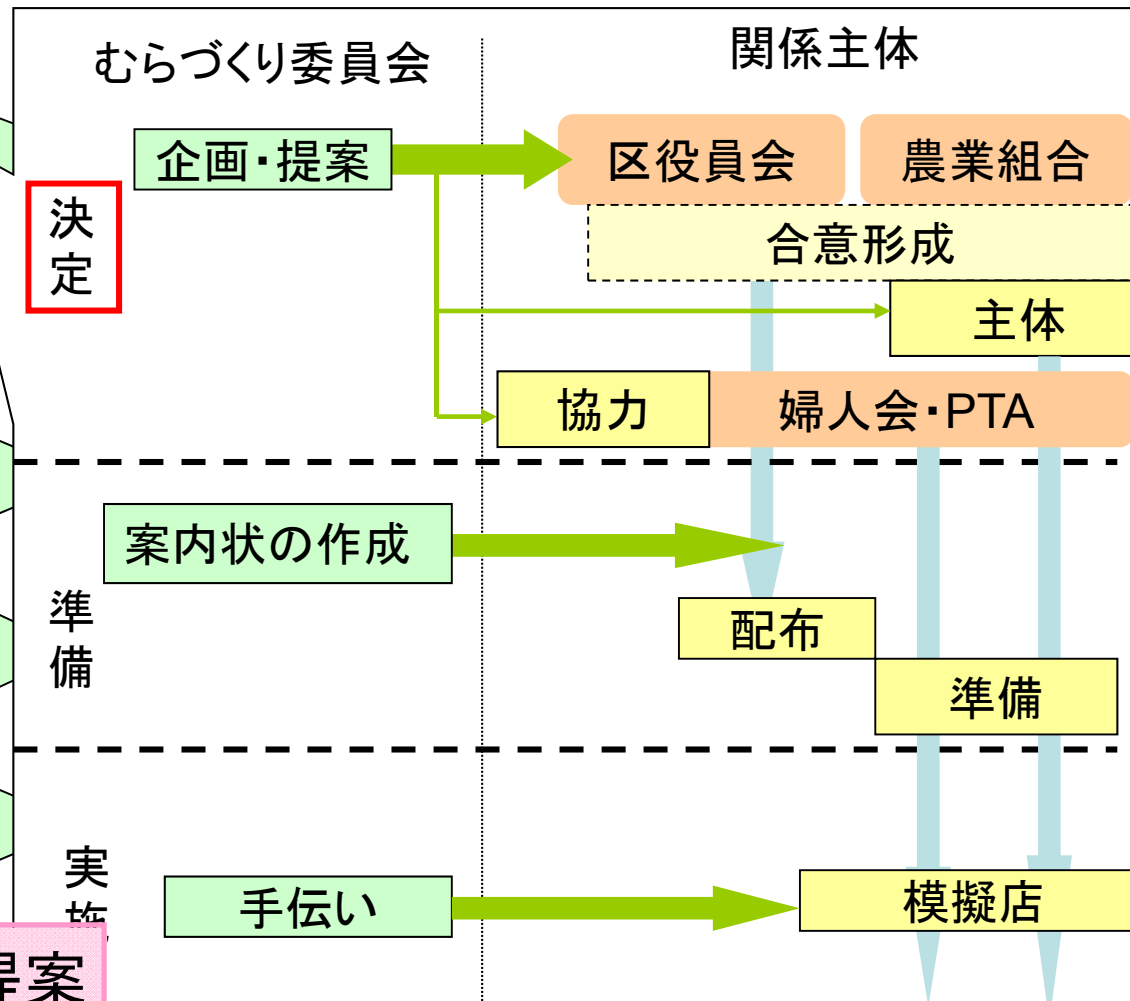 むらづくり委員会
関係主体
企画・提案
区役員会
農業組合
決定
合意形成
主体
協力
婦人会・PTA
案内状の作成
準備
配布
準備
実施
手伝い
模擬店
提案